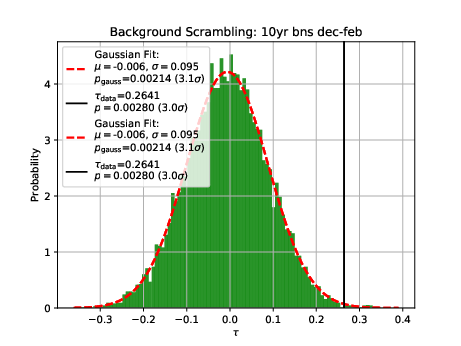 Background Scrambling: 10yr bns dec-feb
Gaussian Fit:
μ = -0.006, σ = 0.095
p_gauss=0.00214 (3.1σ)
τ_data=0.2641
p = 0.00280 (3.0σ)
Gaussian Fit:
μ = -0.006, σ = 0.095
p_gauss=0.00214 (3.1σ)
τ_data=0.2641
p = 0.00280 (3.0σ)
Probability
4
3
2
1
0
−0.3 −0.2 −0.1 0.0 0.1 0.2 0.3 0.4
τ